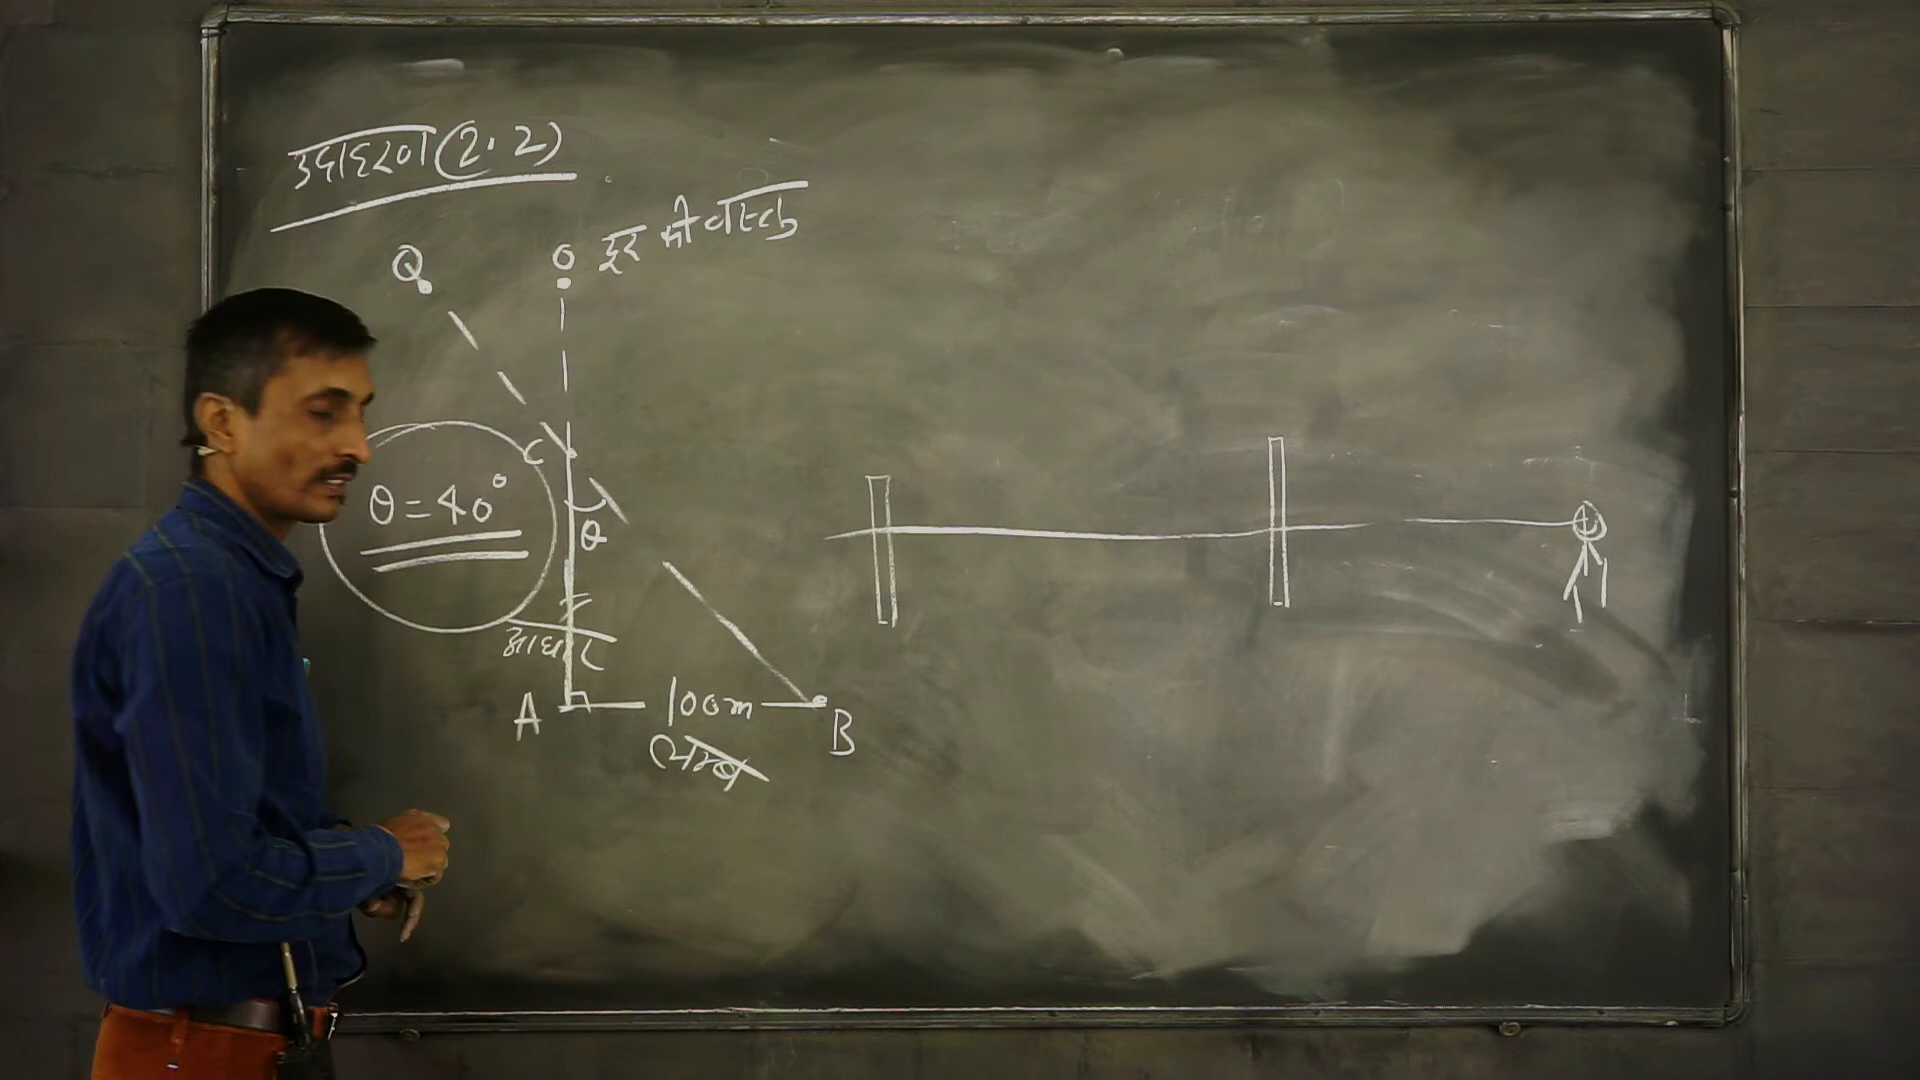 उदाहरण (2.2)
Q
O दूर की वस्तु
C
θ = 40°
θ
आधार
A
100m
B
लम्ब